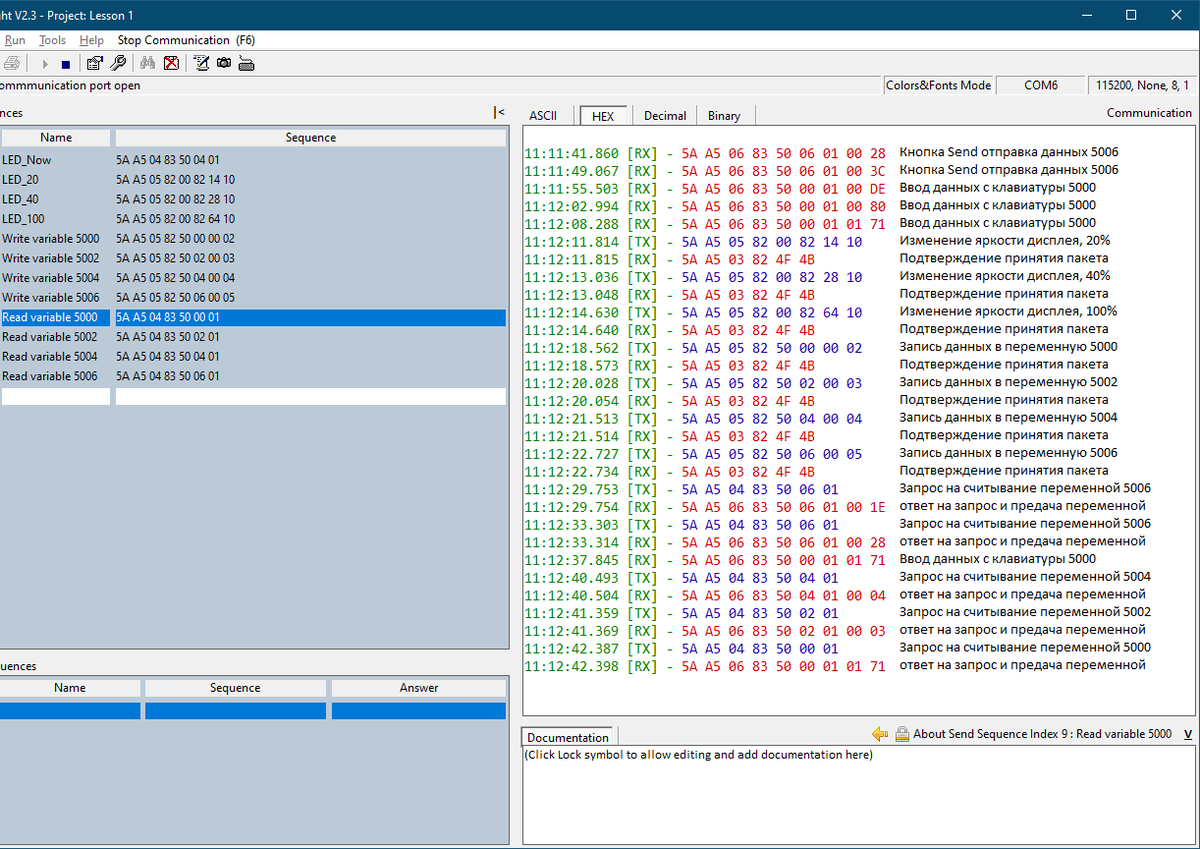 ht V2.3 - Project: Lesson 1
Run Tools Help Stop Communication (F6)
ommmunication port open Colors&Fonts Mode COM6 115200, None, 8, 1
nces
Name Sequence
LED_Now 5A A5 04 83 50 04 01
LED_20 5A A5 05 82 00 82 14 10
LED_40 5A A5 05 82 00 82 28 10
LED_100 5A A5 05 82 00 82 64 10
Write variable 5000 5A A5 05 82 50 00 00 02
Write variable 5002 5A A5 05 82 50 02 00 03
Write variable 5004 5A A5 05 82 50 04 00 04
Write variable 5006 5A A5 05 82 50 06 00 05
Read variable 5000 5A A5 04 83 50 00 01
Read variable 5002 5A A5 04 83 50 02 01
Read variable 5004 5A A5 04 83 50 04 01
Read variable 5006 5A A5 04 83 50 06 01
uences
Name Sequence Answer
ASCII HEX Decimal Binary Communication
11:11:41.860 [RX] - 5A A5 06 83 50 06 01 00 28 Кнопка Send отправка данных 5006
11:11:49.067 [RX] - 5A A5 06 83 50 06 01 00 3C Кнопка Send отправка данных 5006
11:11:55.503 [RX] - 5A A5 06 83 50 00 01 00 DE Ввод данных с клавиатуры 5000
11:12:02.994 [RX] - 5A A5 06 83 50 00 01 00 80 Ввод данных с клавиатуры 5000
11:12:08.288 [RX] - 5A A5 06 83 50 00 01 01 71 Ввод данных с клавиатуры 5000
11:12:11.814 [TX] - 5A A5 05 82 00 82 14 10 Изменение яркости дисплея, 20%
11:12:11.815 [RX] - 5A A5 03 82 4F 4B Подтверждение принятия пакета
11:12:13.036 [TX] - 5A A5 05 82 00 82 28 10 Изменение яркости дисплея, 40%
11:12:13.048 [RX] - 5A A5 03 82 4F 4B Подтверждение принятия пакета
11:12:14.630 [TX] - 5A A5 05 82 00 82 64 10 Изменение яркости дисплея, 100%
11:12:14.640 [RX] - 5A A5 03 82 4F 4B Подтверждение принятия пакета
11:12:18.562 [TX] - 5A A5 05 82 50 00 00 02 Запись данных в переменную 5000
11:12:18.573 [RX] - 5A A5 03 82 4F 4B Подтверждение принятия пакета
11:12:20.028 [TX] - 5A A5 05 82 50 02 00 03 Запись данных в переменную 5002
11:12:20.054 [RX] - 5A A5 03 82 4F 4B Подтверждение принятия пакета
11:12:21.513 [TX] - 5A A5 05 82 50 04 00 04 Запись данных в переменную 5004
11:12:21.514 [RX] - 5A A5 03 82 4F 4B Подтверждение принятия пакета
11:12:22.727 [TX] - 5A A5 05 82 50 06 00 05 Запись данных в переменную 5006
11:12:22.734 [RX] - 5A A5 03 82 4F 4B Подтверждение принятия пакета
11:12:29.753 [TX] - 5A A5 04 83 50 06 01 Запрос на считывание переменной 5006
11:12:29.754 [RX] - 5A A5 06 83 50 06 01 00 1E ответ на запрос и предача переменной
11:12:33.303 [TX] - 5A A5 04 83 50 06 01 Запрос на считывание переменной 5006
11:12:33.314 [RX] - 5A A5 06 83 50 06 01 00 28 ответ на запрос и предача переменной
11:12:37.845 [RX] - 5A A5 06 83 50 00 01 01 71 Ввод данных с клавиатуры 5000
11:12:40.493 [TX] - 5A A5 04 83 50 04 01 Запрос на считывание переменной 5004
11:12:40.504 [RX] - 5A A5 06 83 50 04 01 00 04 ответ на запрос и предача переменной
11:12:41.359 [TX] - 5A A5 04 83 50 02 01 Запрос на считывание переменной 5002
11:12:41.369 [RX] - 5A A5 06 83 50 02 01 00 03 ответ на запрос и предача переменной
11:12:42.387 [TX] - 5A A5 04 83 50 00 01 Запрос на считывание переменной 5000
11:12:42.398 [RX] - 5A A5 06 83 50 00 01 01 71 ответ на запрос и предача переменной
Documentation About Send Sequence Index 9 : Read variable 5000 V
(Click Lock symbol to allow editing and add documentation here)